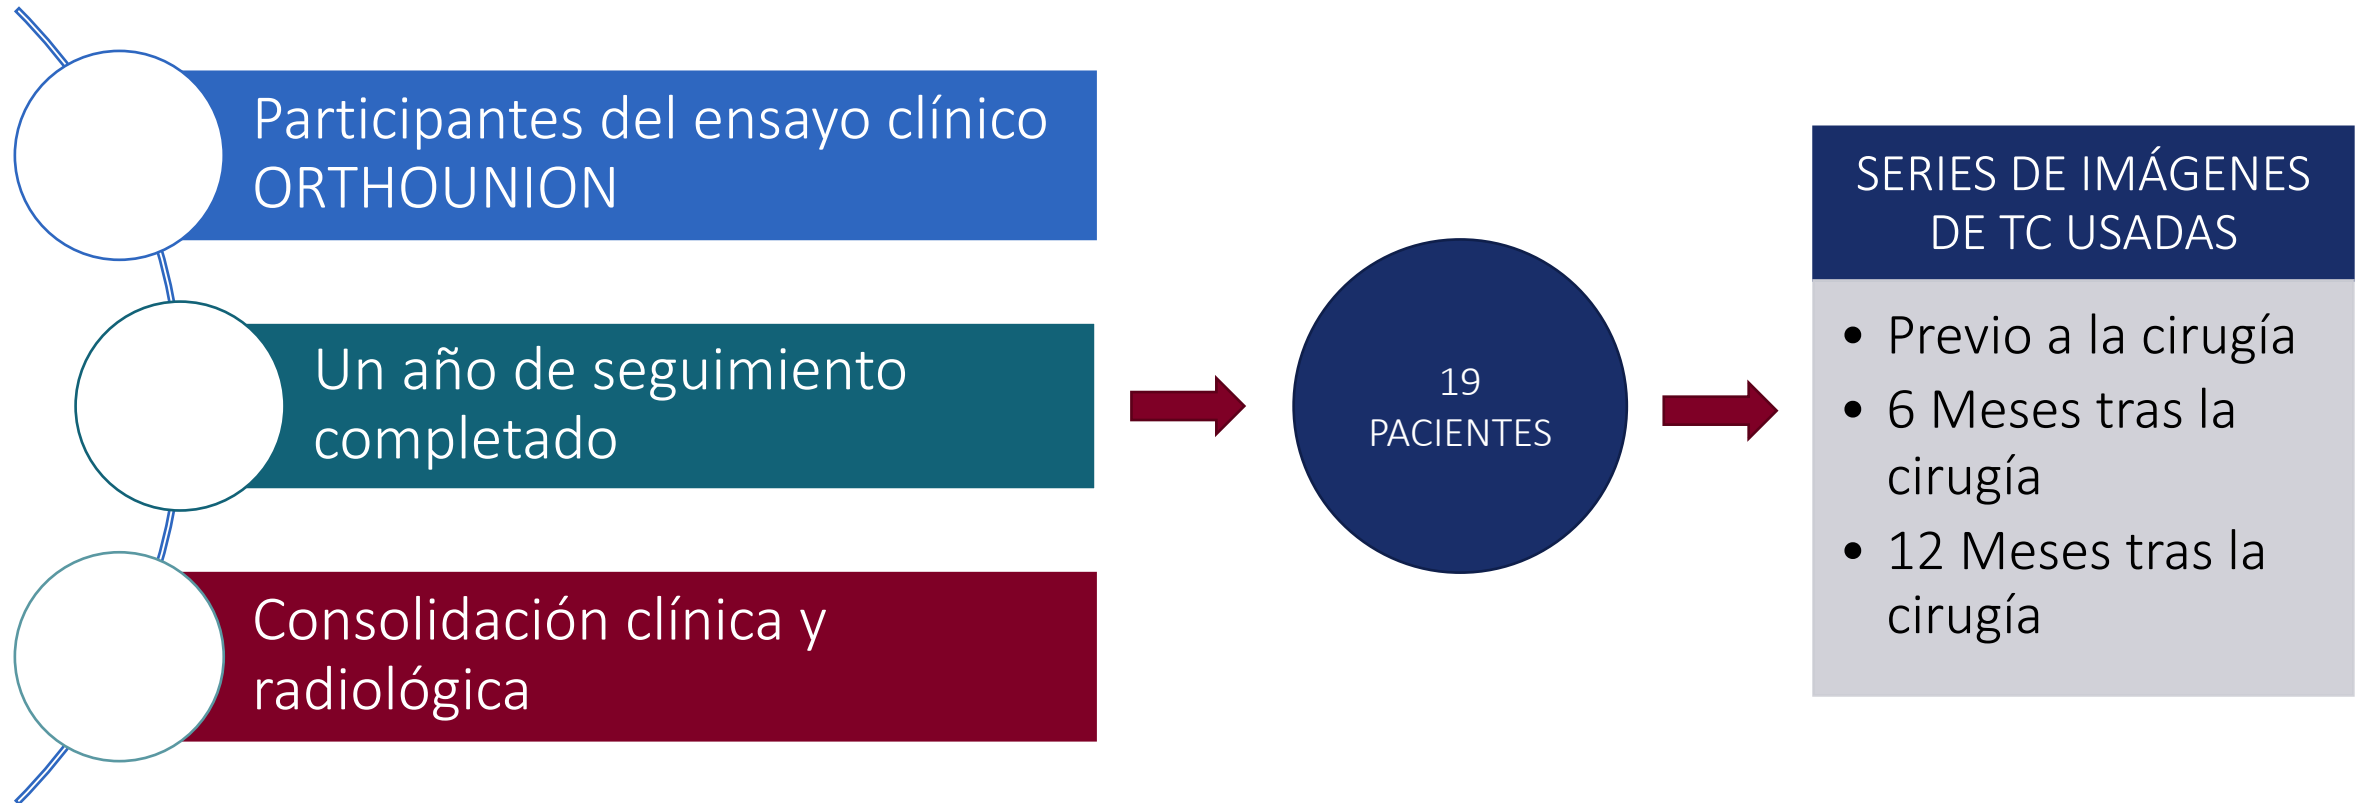 Participantes del ensayo clínico
ORTHOUNION
Un año de seguimiento
completado
Consolidación clínica y
radiológica
19
PACIENTES
SERIES DE IMÁGENES
DE TC USADAS
• Previo a la cirugía
• 6 Meses tras la
cirugía
• 12 Meses tras la
cirugía